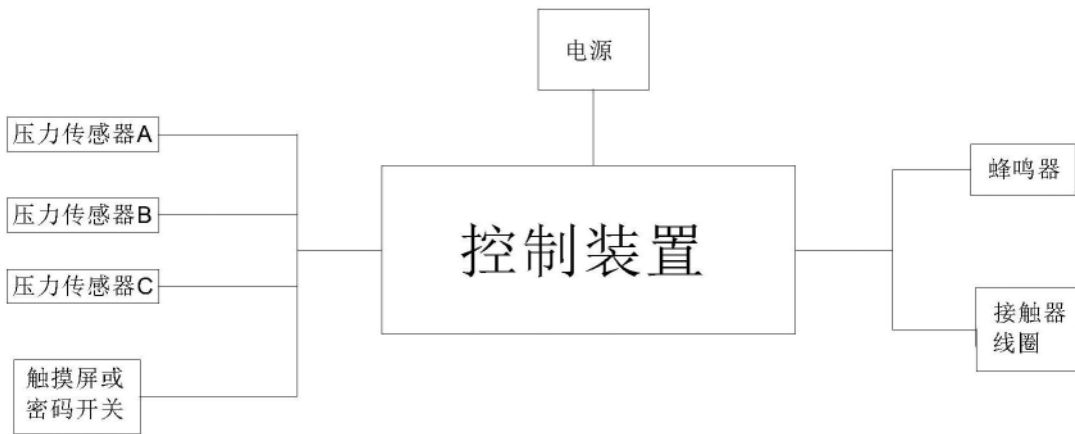 电源
压力传感器A
压力传感器B
压力传感器C
触摸屏或
密码开关
控制装置
蜂鸣器
接触器
线圈